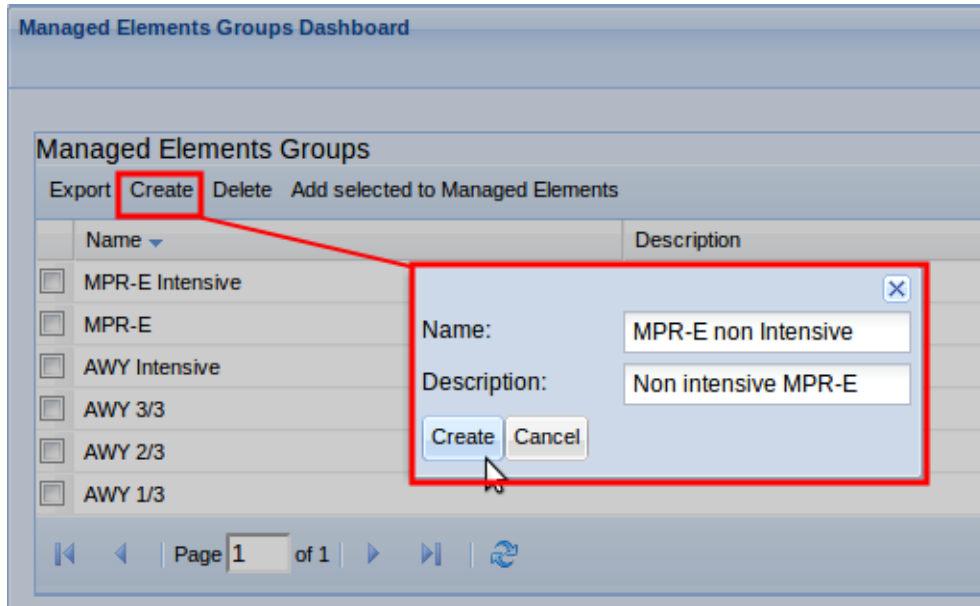 Managed Elements Groups Dashboard
Managed Elements Groups
Export Create Delete Add selected to Managed Elements
Name Description
MPR-E Intensive
MPR-E
AWY Intensive
AWY 3/3
AWY 2/3
AWY 1/3
Name: MPR-E non Intensive
Description: Non intensive MPR-E
Create Cancel
Page 1 of 1